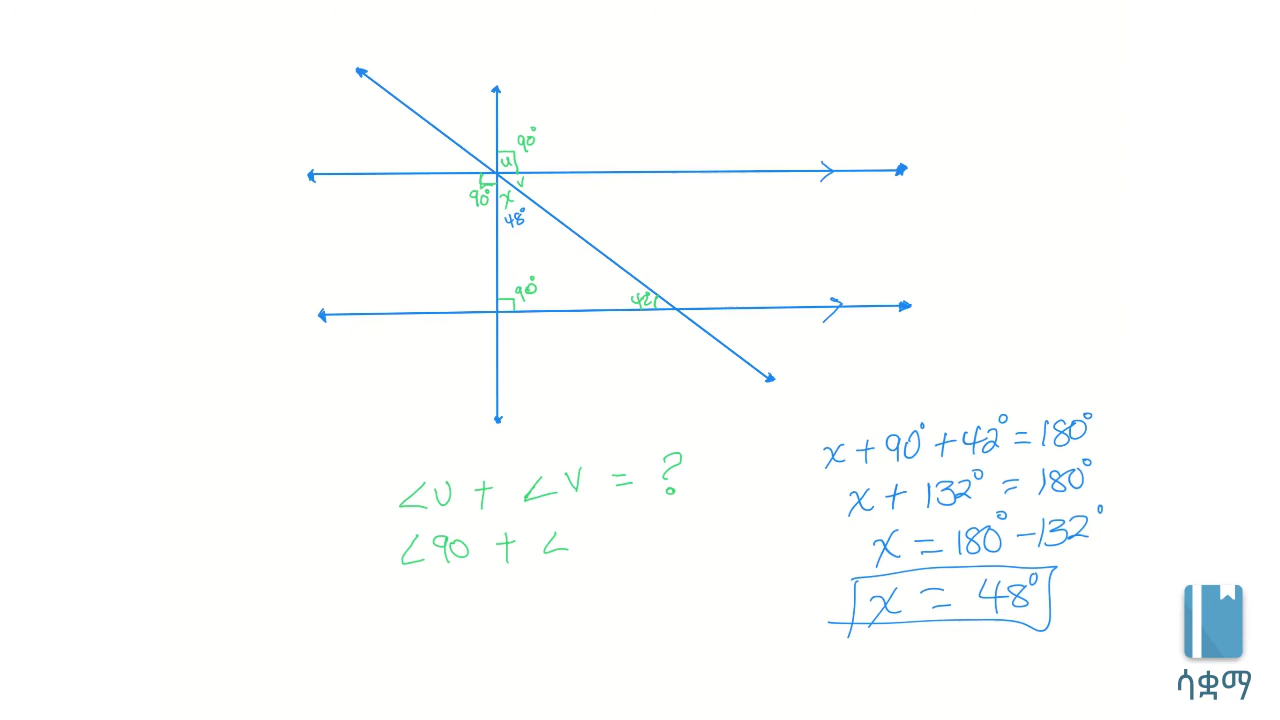 90°
u
v
90°
x
48°
90°
42°
∠U + ∠V = ?
∠90 + ∠
x + 90° + 42° = 180°
x + 132° = 180°
x = 180° - 132°
x = 48°
ሳቋማ